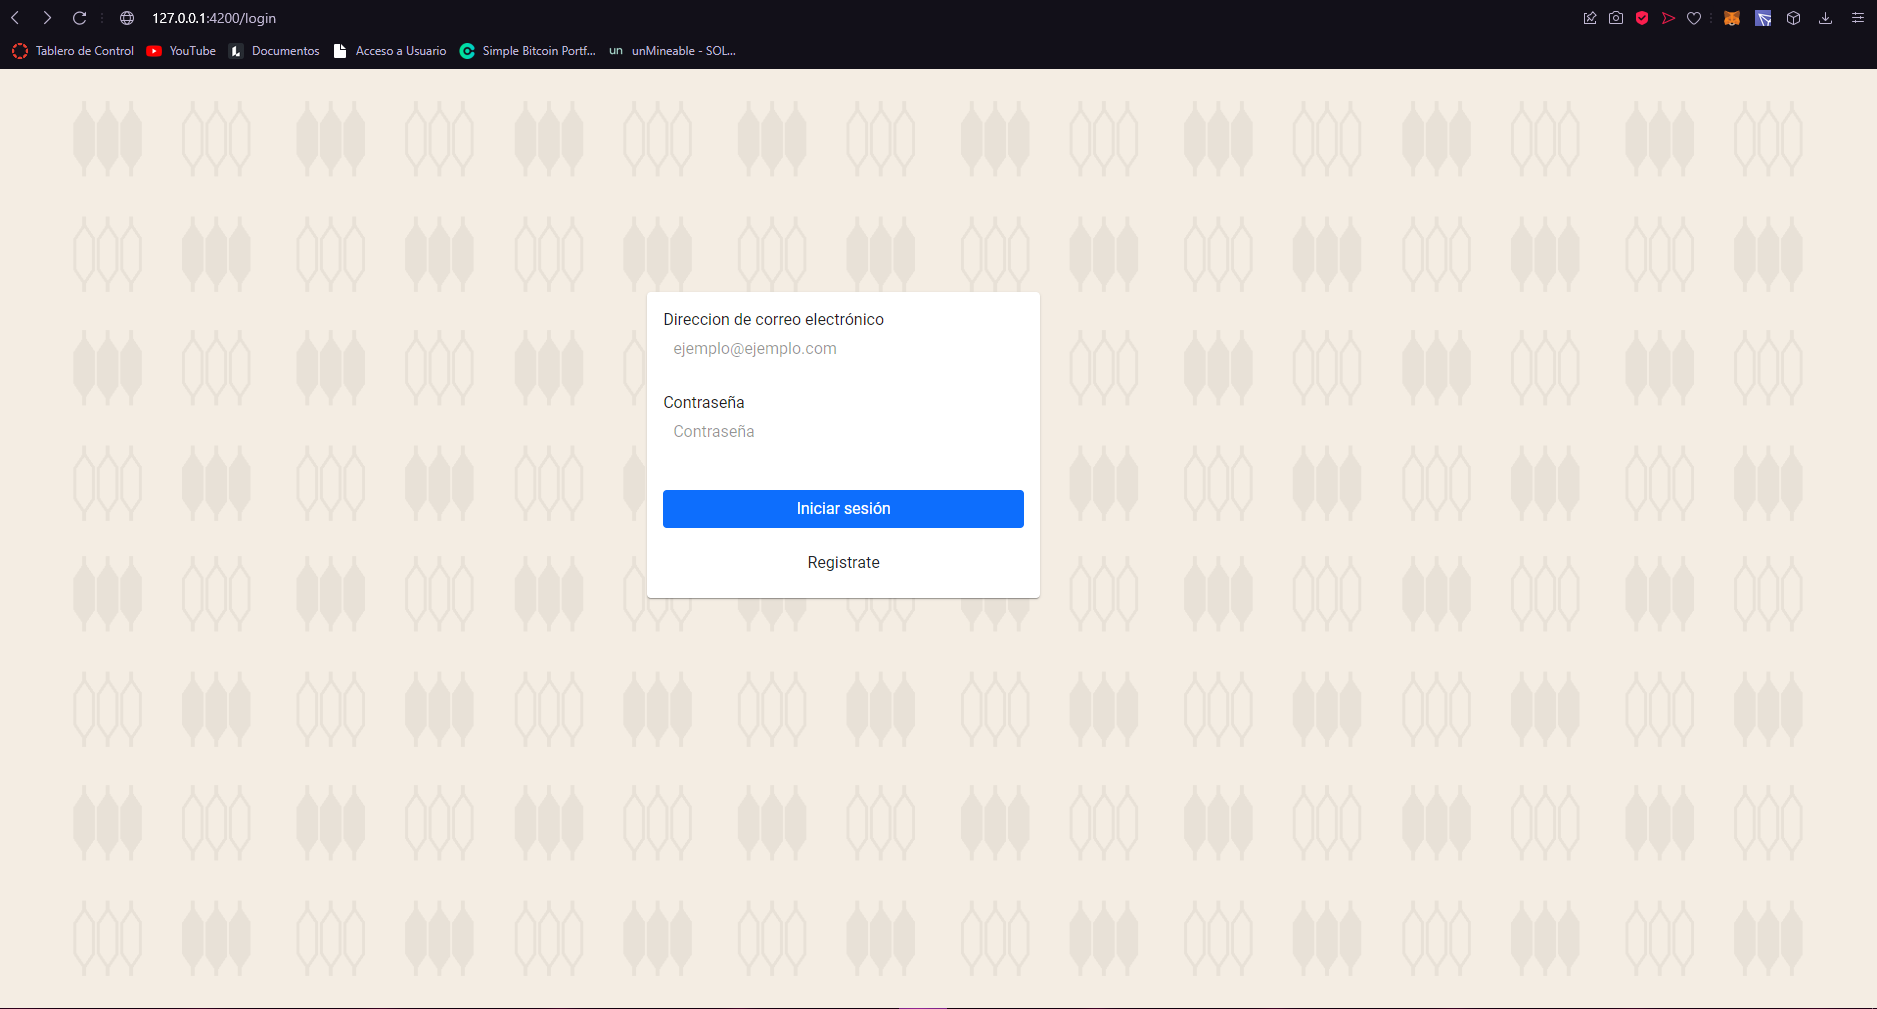 127.0.0.1:4200/login
Tablero de Control YouTube Documentos Acceso a Usuario Simple Bitcoin Portf... un unMineable - SOL...
Direccion de correo electrónico
ejemplo@ejemplo.com
Contraseña
Contraseña
Iniciar sesión
Registrate